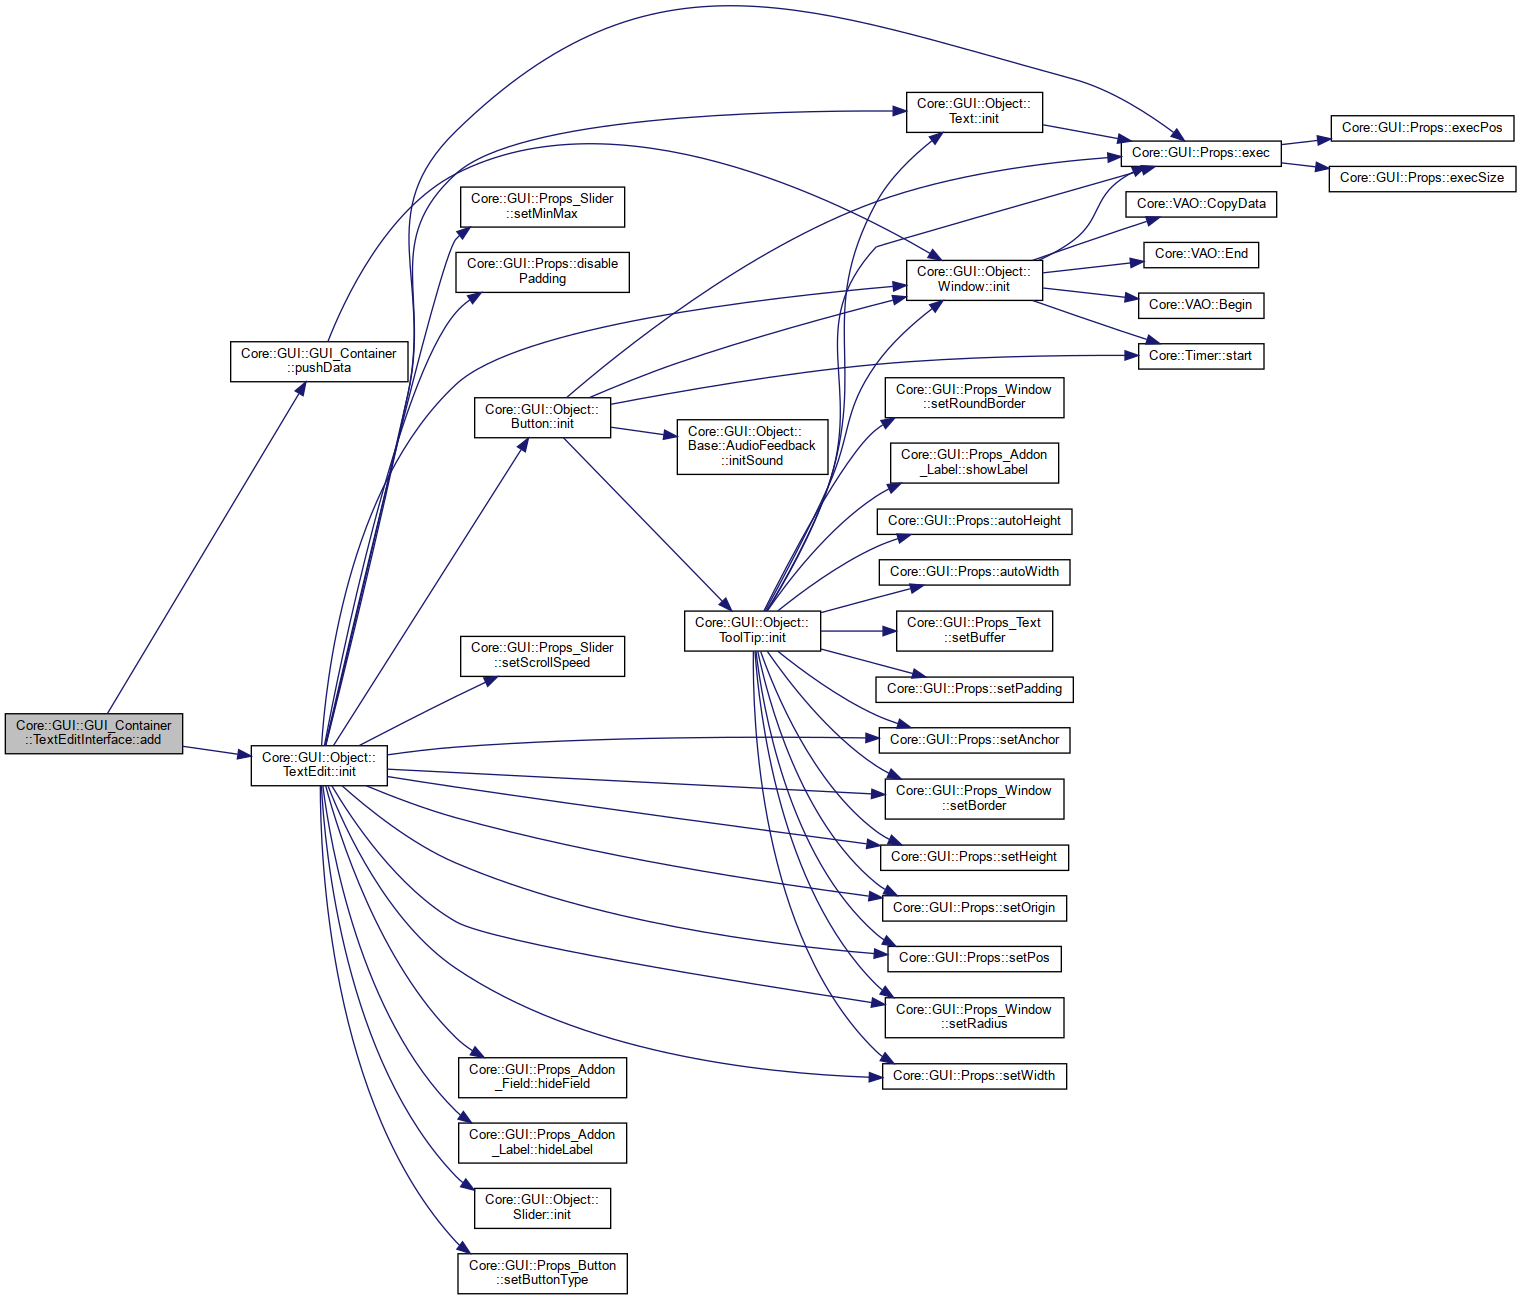 Core::GUI::Object::
Text::init
Core::GUI::Props::execPos
Core::GUI::Props::exec
Core::GUI::Props::execSize
Core::GUI::Props_Slider
::setMinMax
Core::VAO::CopyData
Core::GUI::Props::disable
Padding
Core::GUI::Object::
Window::init
Core::VAO::End
Core::VAO::Begin
Core::GUI::GUI_Container
::pushData
Core::Timer::start
Core::GUI::Props_Window
::setRoundBorder
Core::GUI::Object::
Button::init
Core::GUI::Object::
Base::AudioFeedback
::initSound
Core::GUI::Props_Addon
_Label::showLabel
Core::GUI::Props::autoHeight
Core::GUI::Props::autoWidth
Core::GUI::Object::
ToolTip::init
Core::GUI::Props_Text
::setBuffer
Core::GUI::Props_Slider
::setScrollSpeed
Core::GUI::Props::setPadding
Core::GUI::GUI_Container
::TextEditInterface::add
Core::GUI::Object::
TextEdit::init
Core::GUI::Props::setAnchor
Core::GUI::Props_Window
::setBorder
Core::GUI::Props::setHeight
Core::GUI::Props::setOrigin
Core::GUI::Props::setPos
Core::GUI::Props_Window
::setRadius
Core::GUI::Props::setWidth
Core::GUI::Props_Addon
_Field::hideField
Core::GUI::Props_Addon
_Label::hideLabel
Core::GUI::Object::
Slider::init
Core::GUI::Props_Button
::setButtonType